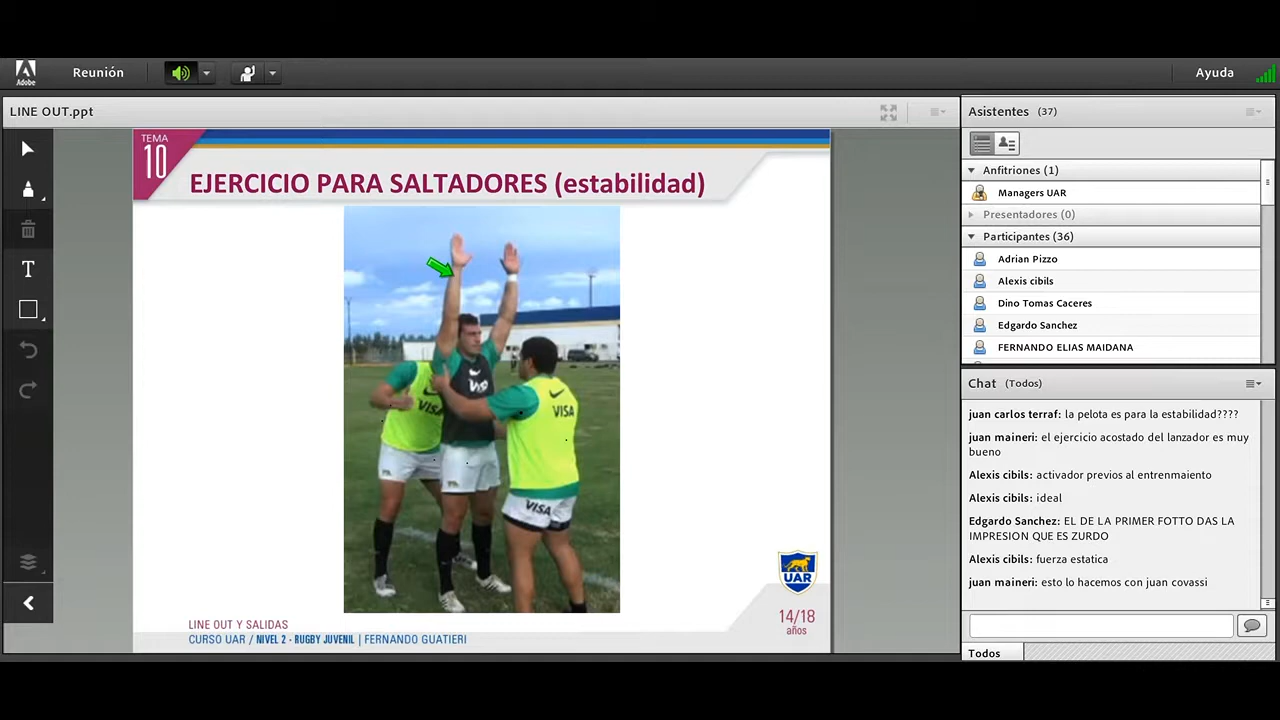 Adobe
Reunión
Ayuda
LINE OUT.ppt
TEMA
10
EJERCICIO PARA SALTADORES (estabilidad)
VISA
VISA
VISA
VISA
UAR
14/18
años
LINE OUT Y SALIDAS
CURSO UAR / NIVEL 2 - RUGBY JUVENIL | FERNANDO GUATIERI
T
Asistentes (37)
Anfitriones (1)
Managers UAR
Presentadores (0)
Participantes (36)
Adrian Pizzo
Alexis cibils
Dino Tomas Caceres
Edgardo Sanchez
FERNANDO ELIAS MAIDANA
Chat (Todos)
juan carlos terraf: la pelota es para la estabilidad????
juan maineri: el ejercicio acostado del lanzador es muy
bueno
Alexis cibils: activador previos al entrenmaiento
Alexis cibils: ideal
Edgardo Sanchez: EL DE LA PRIMER FOTTO DAS LA
IMPRESION QUE ES ZURDO
Alexis cibils: fuerza estatica
juan maineri: esto lo hacemos con juan covassi
Todos